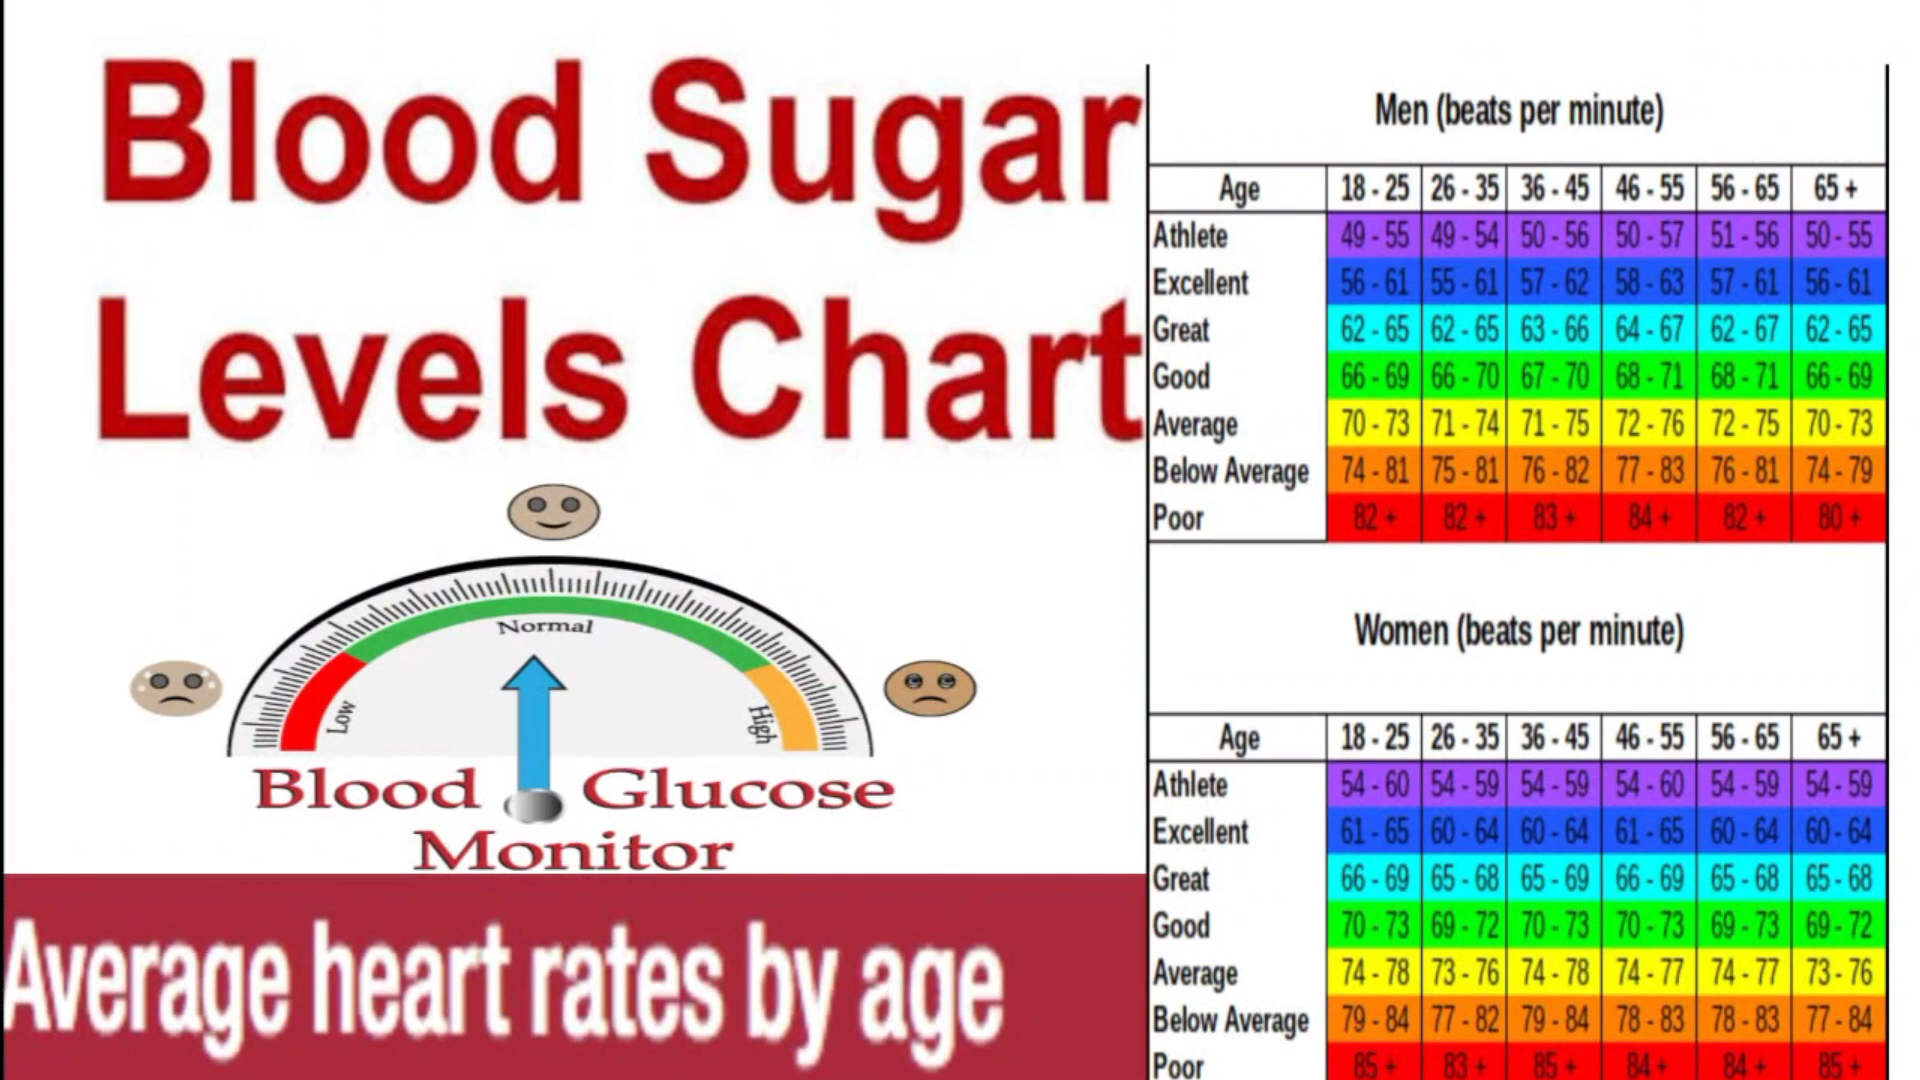 Blood Sugar
Levels Chart
Normal
Low
High
Blood Glucose
Monitor
Average heart rates by age
Men (beats per minute)
Age 18 - 25 26 - 35 36 - 45 46 - 55 56 - 65 65 +
Athlete 49 - 55 49 - 54 50 - 56 50 - 57 51 - 56 50 - 55
Excellent 56 - 61 55 - 61 57 - 62 58 - 63 57 - 61 56 - 61
Great 62 - 65 62 - 65 63 - 66 64 - 67 62 - 67 62 - 65
Good 66 - 69 66 - 70 67 - 70 68 - 71 68 - 71 66 - 69
Average 70 - 73 71 - 74 71 - 75 72 - 76 72 - 75 70 - 73
Below Average 74 - 81 75 - 81 76 - 82 77 - 83 76 - 81 74 - 79
Poor 82 + 82 + 83 + 84 + 82 + 80 +
Women (beats per minute)
Age 18 - 25 26 - 35 36 - 45 46 - 55 56 - 65 65 +
Athlete 54 - 60 54 - 59 54 - 59 54 - 60 54 - 59 54 - 59
Excellent 61 - 65 60 - 64 60 - 64 61 - 65 60 - 64 60 - 64
Great 66 - 69 65 - 68 65 - 69 66 - 69 65 - 68 65 - 68
Good 70 - 73 69 - 72 70 - 73 70 - 73 69 - 73 69 - 72
Average 74 - 78 73 - 76 74 - 78 74 - 77 74 - 77 73 - 76
Below Average 79 - 84 77 - 82 79 - 84 78 - 83 78 - 83 77 - 84
Poor 85 + 83 + 85 + 84 + 84 + 85 +